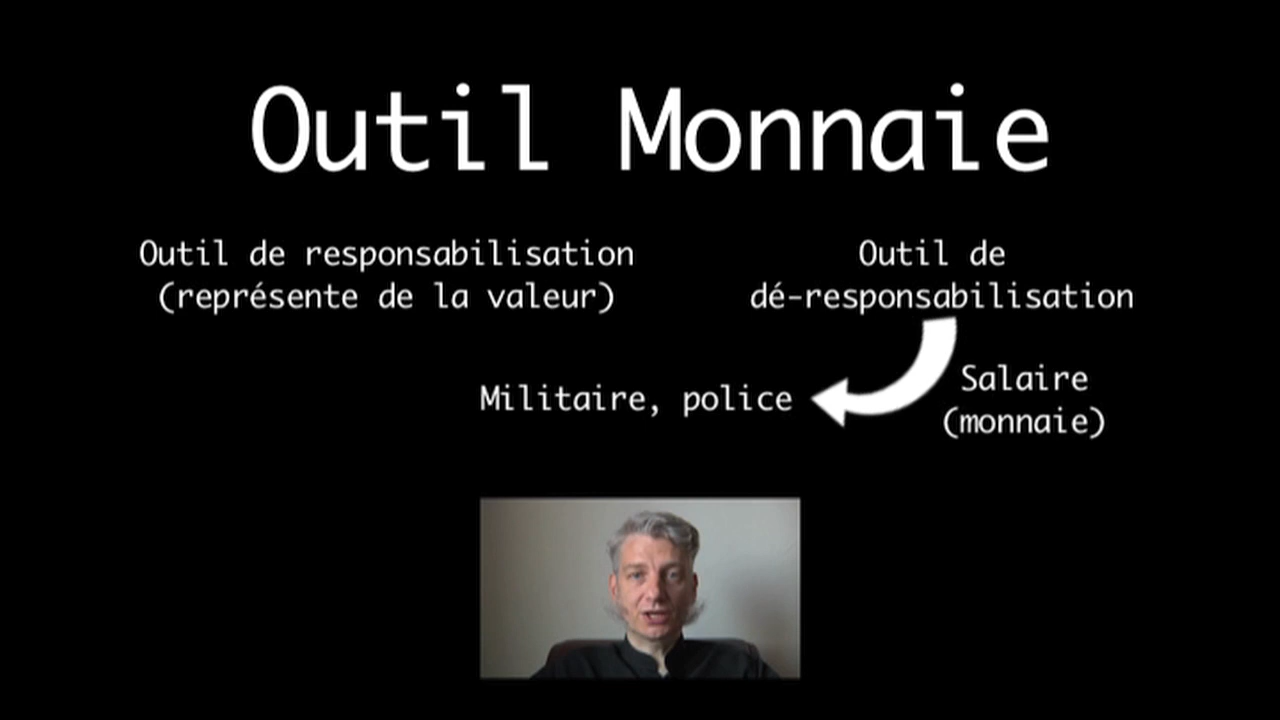 Outil Monnaie
Outil de responsabilisation
(représente de la valeur)
Outil de
dé-responsabilisation
Militaire, police
Salaire
(monnaie)